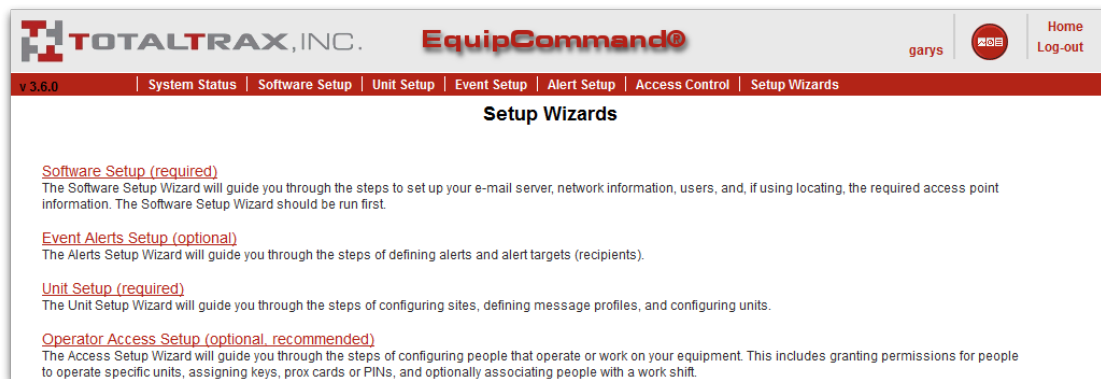 TOTALTRAX, INC.
EquipCommand®
garys
Home
Log-out
v 3.6.0
System Status | Software Setup | Unit Setup | Event Setup | Alert Setup | Access Control | Setup Wizards
Setup Wizards
Software Setup (required)
The Software Setup Wizard will guide you through the steps to set up your e-mail server, network information, users, and, if using locating, the required access point
information. The Software Setup Wizard should be run first.
Event Alerts Setup (optional)
The Alerts Setup Wizard will guide you through the steps of defining alerts and alert targets (recipients).
Unit Setup (required)
The Unit Setup Wizard will guide you through the steps of configuring sites, defining message profiles, and configuring units.
Operator Access Setup (optional, recommended)
The Access Setup Wizard will guide you through the steps of configuring people that operate or work on your equipment. This includes granting permissions for people
to operate specific units, assigning keys, prox cards or PINs, and optionally associating people with a work shift.